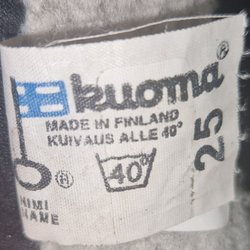 kuoma®
MADE IN FINLAND
KUIVAUS ALLE 40°
40°
25
®
NIMI
NAME